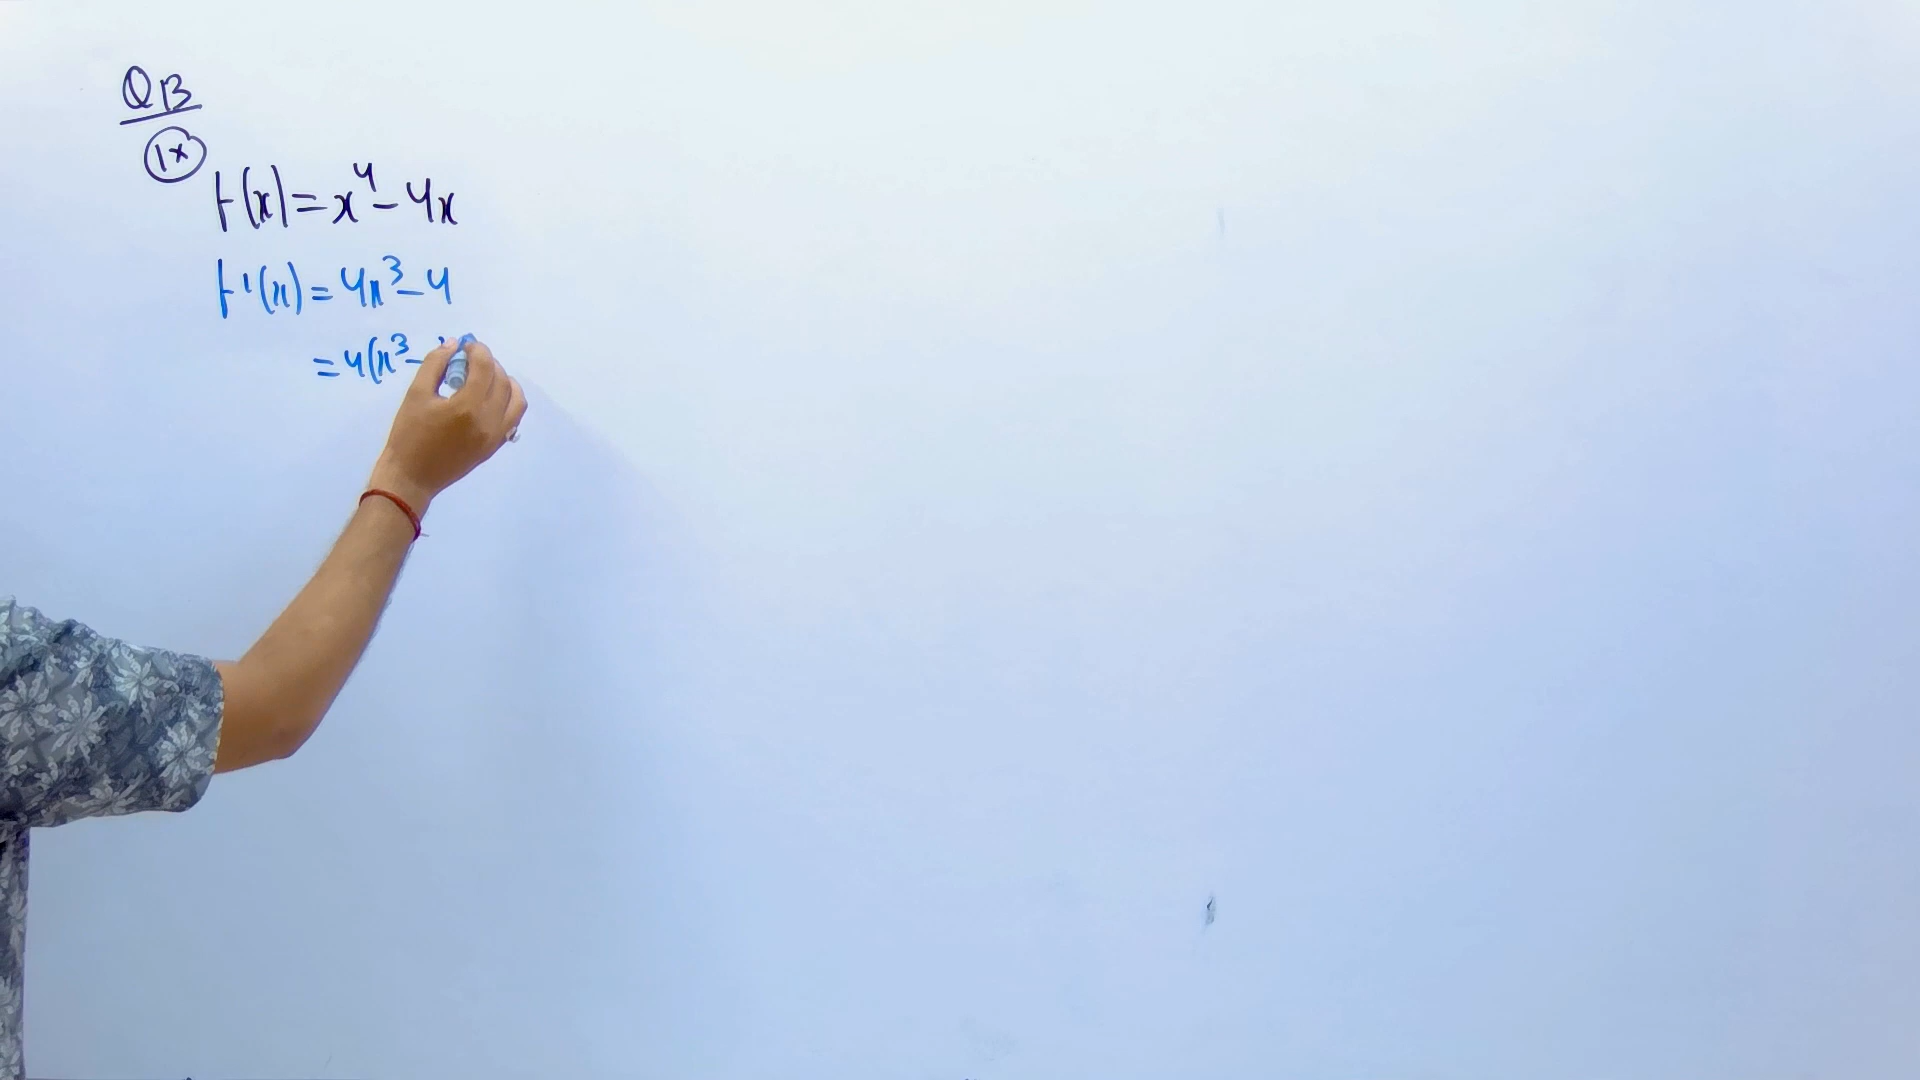 QB
1x
f(x) = x⁴ - 4x
f'(x) = 4x³ - 4
= 4(x³ -